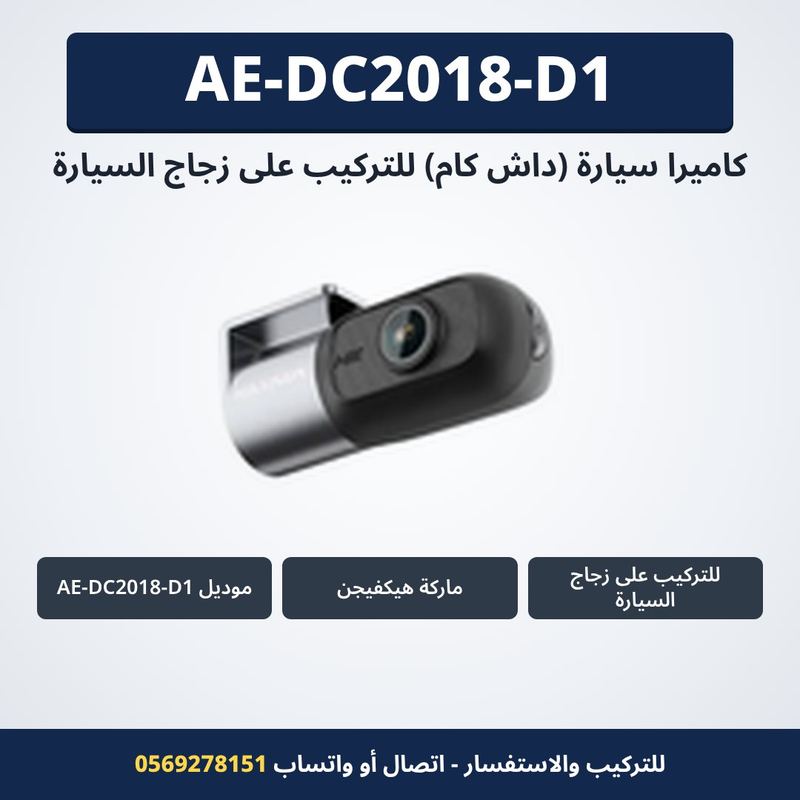 AE-DC2018-D1
كاميرا سيارة (داش كام) للتركيب على زجاج السيارة
للتركيب على زجاج
السيارة
ماركة هيكفيجن
موديل AE-DC2018-D1
للتركيب والاستفسار - اتصال أو واتساب 0569278151